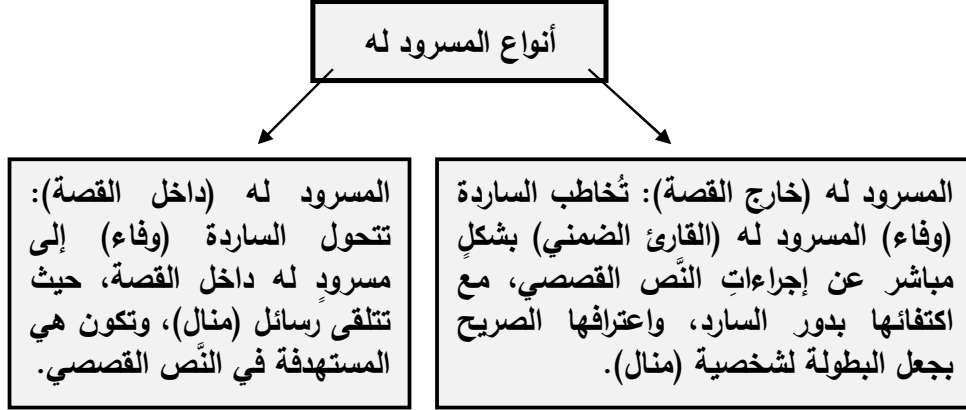 أنواع المسرود له
المسرود له (خارج القصة): تُخاطب الساردة
(وفاء) المسرود له (القارئ الضمني) بشكلٍ
مباشر عن إجراءاتِ النَّص القصصي، مع
اكتفائها بدور السارد، واعترافها الصريح
بجعل البطولة لشخصية (منال).
المسرود له (داخل القصة):
تتحول الساردة (وفاء) إلى
مسرودٍ له داخل القصة، حيث
تتلقى رسائل (منال)، وتكون هي
المستهدفة في النَّص القصصي.